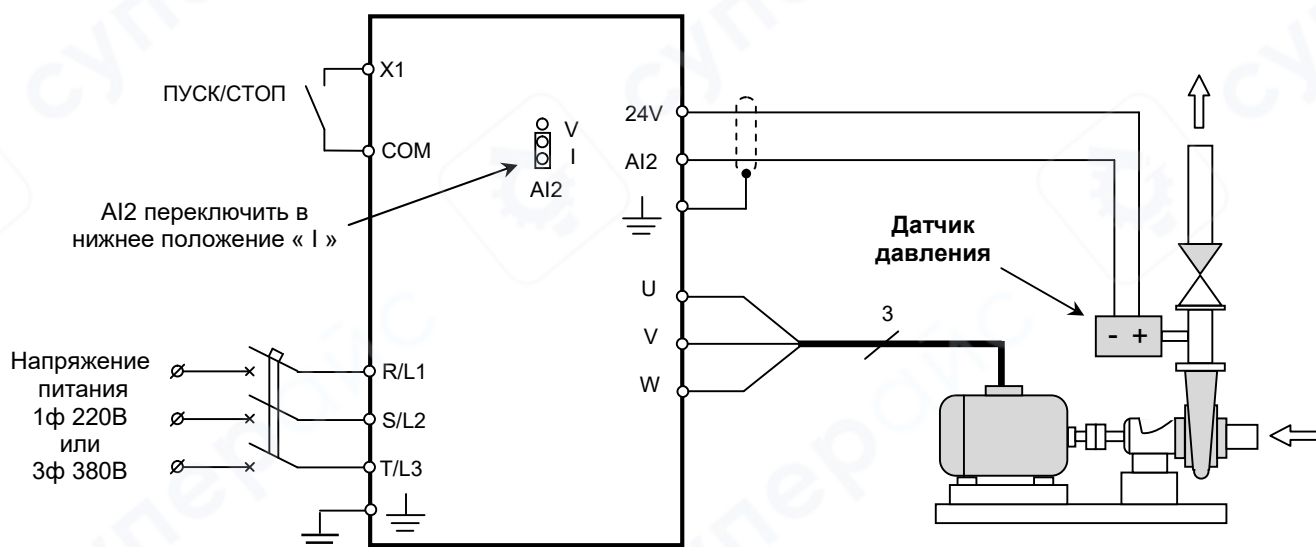 X1
ПУСК/СТОП
COM
V
I
AI2
AI2 переключить в
нижнее положение « I »
24V
AI2
Датчик
давления
- +
U
V
W
3
Напряжение
питания
1ф 220В
или
3ф 380В
R/L1
S/L2
T/L3
суперайс